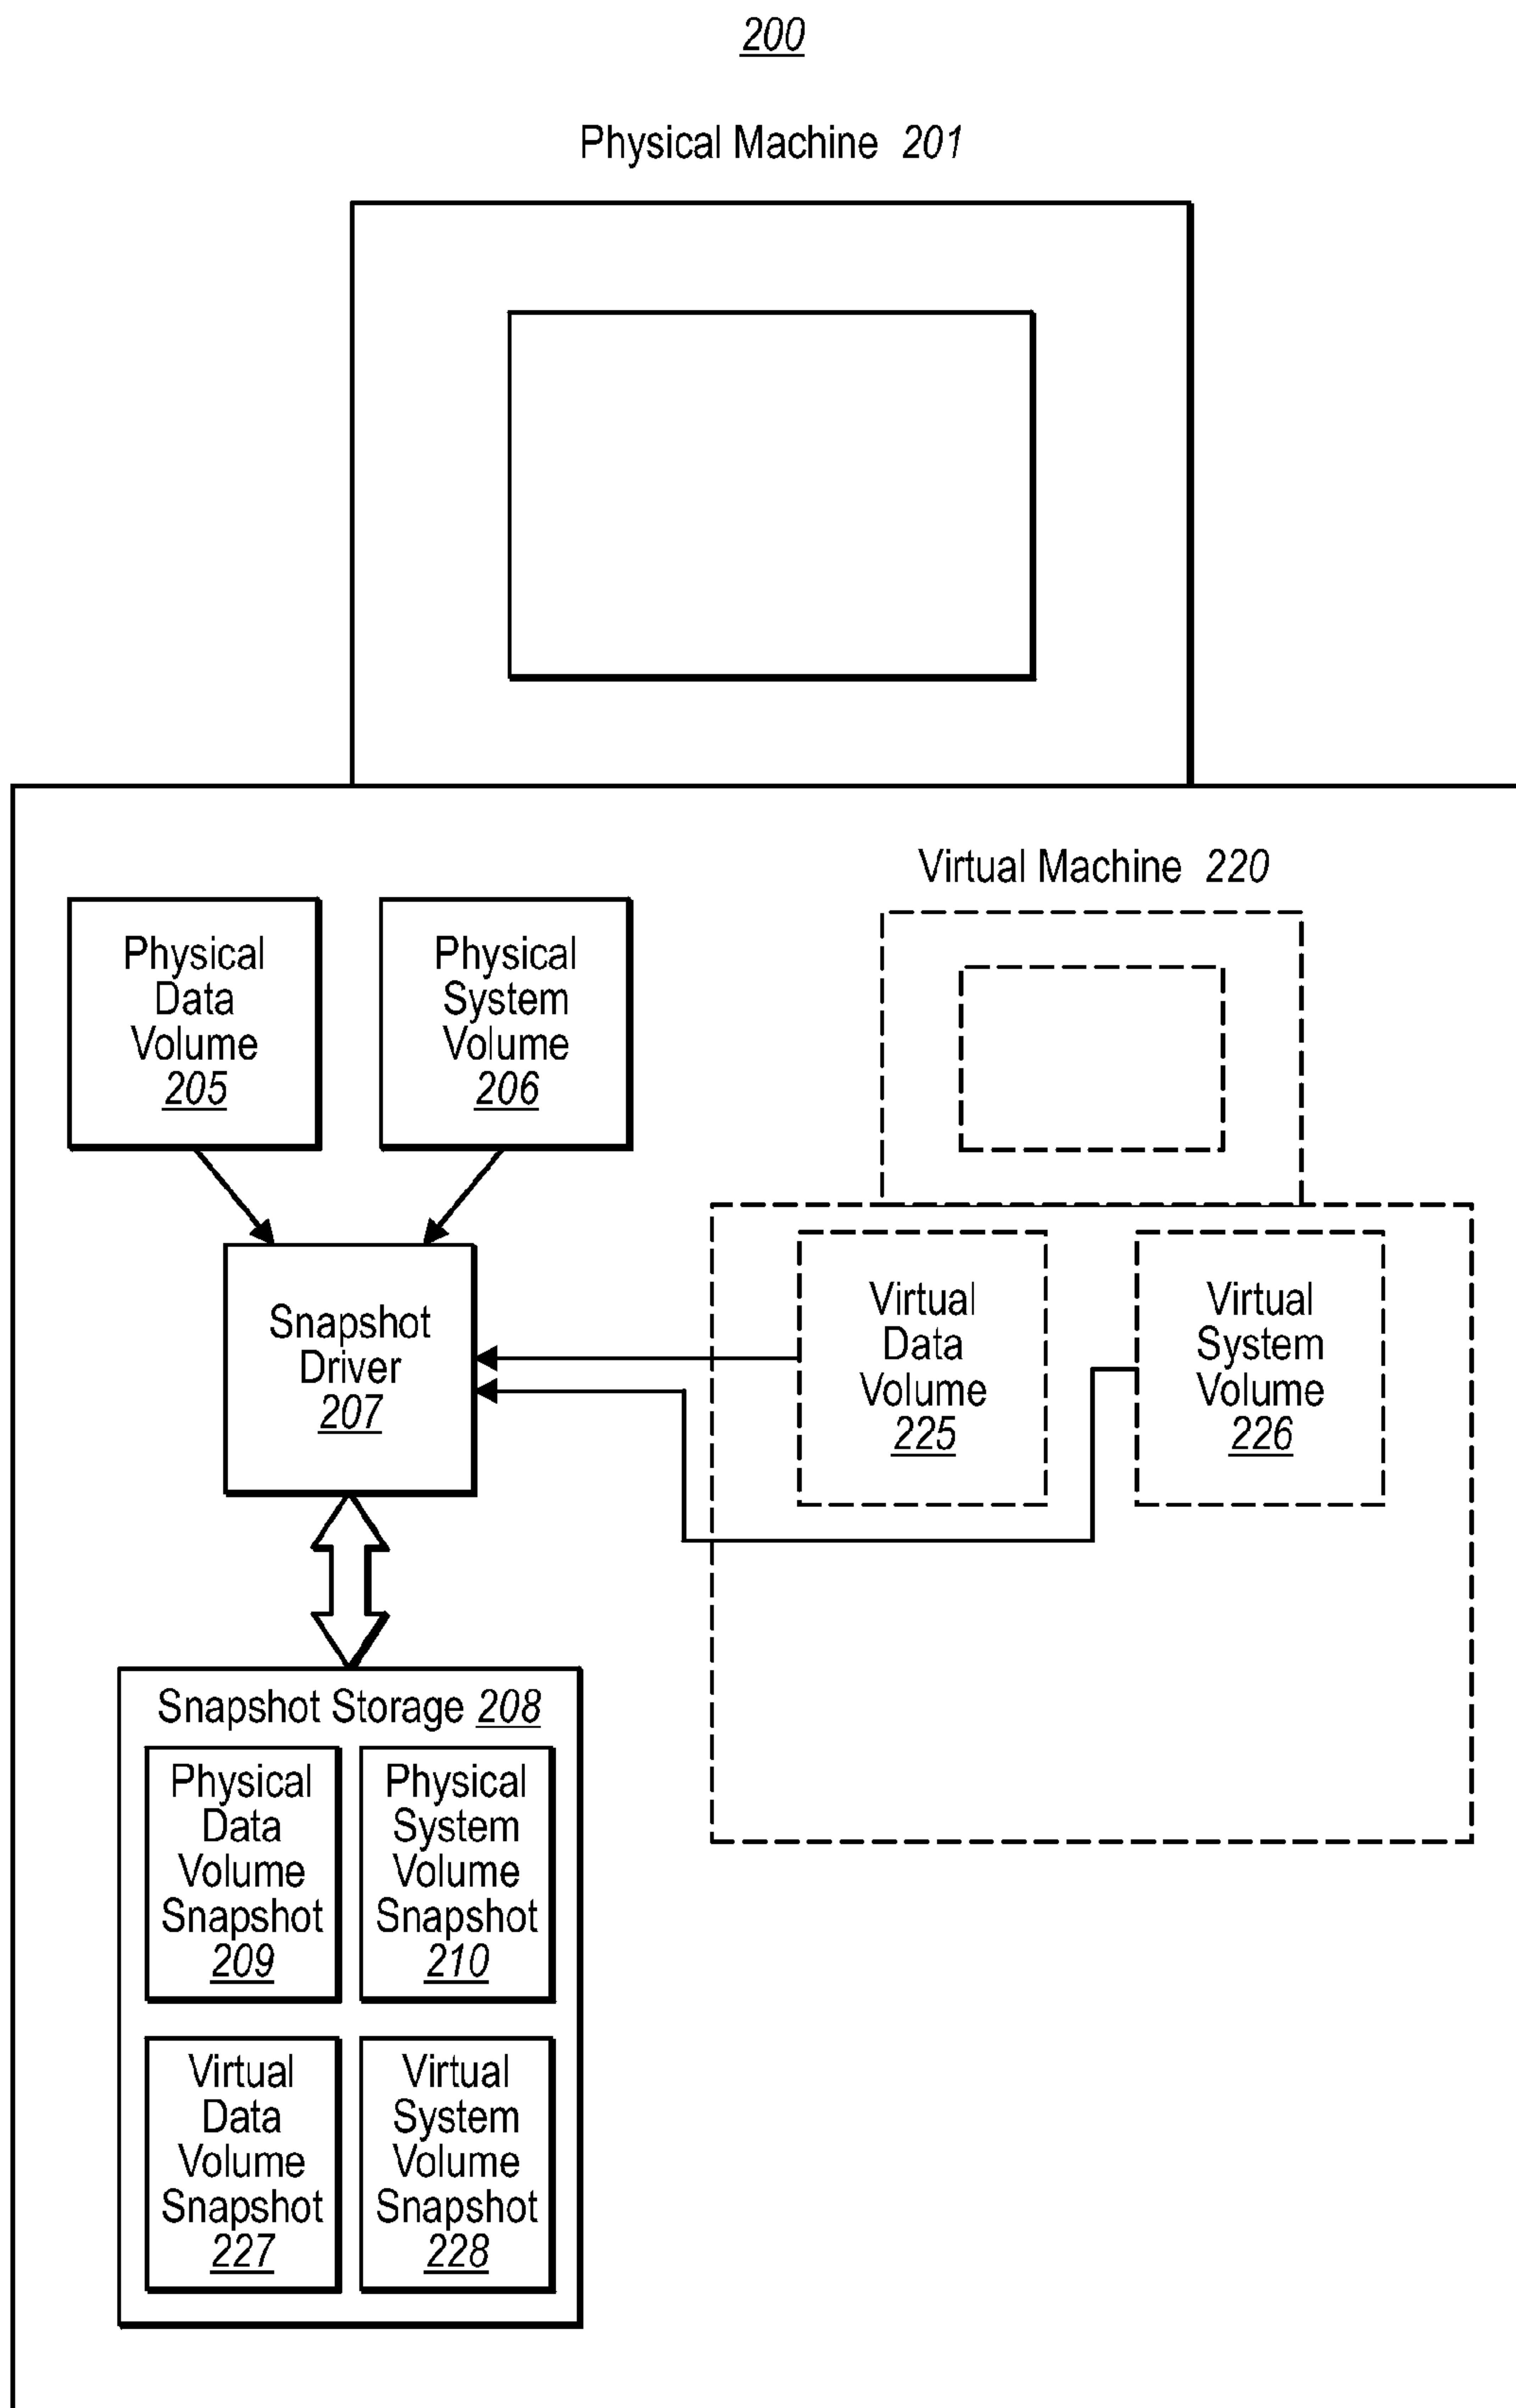 200
Physical Machine 201
Virtual Machine 220
Physical
Data
Volume
205
Physical
System
Volume
206
Snapshot
Driver
207
Virtual
Data
Volume
225
Virtual
System
Volume
226
Snapshot Storage 208
Physical
Data
Volume
Snapshot
209
Physical
System
Volume
Snapshot
210
Virtual
Data
Volume
Snapshot
227
Virtual
System
Volume
Snapshot
228